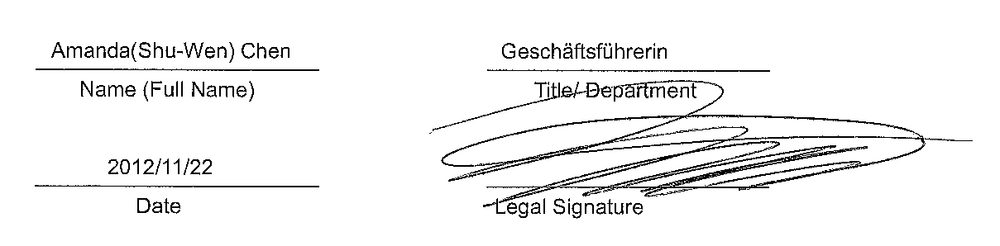 Amanda(Shu-Wen) Chen
Geschäftsführerin
Name (Full Name)
Title/ Department
2012/11/22
Date
Legal Signature